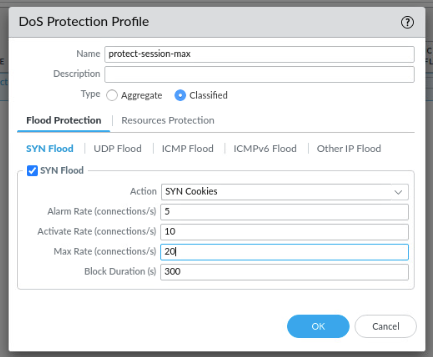 DoS Protection Profile
?
Name protect-session-max
Description
Type Aggregate Classified
Flood Protection Resources Protection
SYN Flood UDP Flood ICMP Flood ICMPv6 Flood Other IP Flood
SYN Flood
Action SYN Cookies
Alarm Rate (connections/s) 5
Activate Rate (connections/s) 10
Max Rate (connections/s) 20
Block Duration (s) 300
OK Cancel